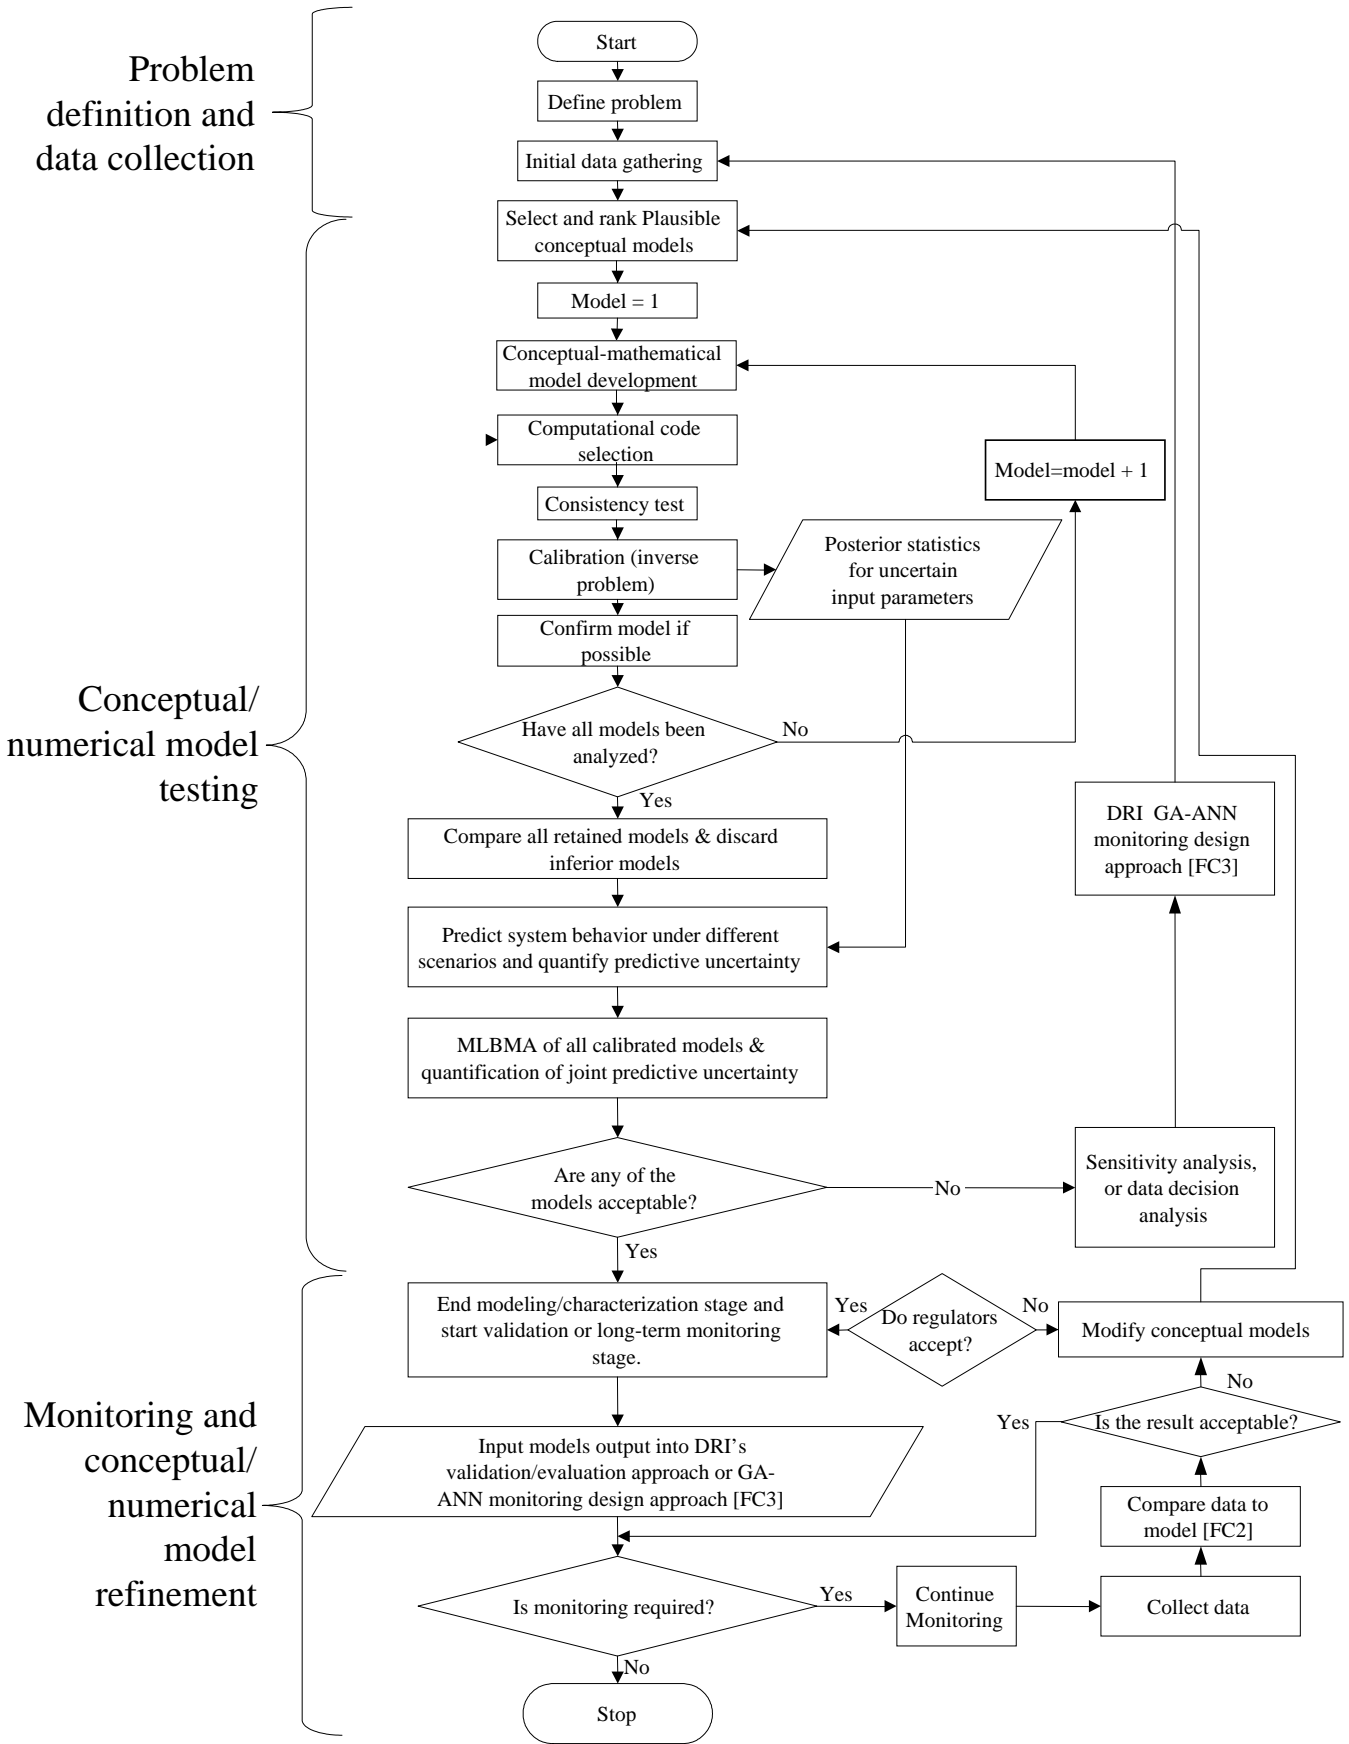 Problem
definition and
data collection
Start
Define problem
Initial data gathering
Select and rank Plausible
conceptual models
Model = 1
Conceptual-mathematical
model development
Computational code
selection
Model=model + 1
Consistency test
Calibration (inverse
problem)
Posterior statistics
for uncertain
input parameters
Confirm model if
possible
Conceptual/
numerical model
testing
Have all models been
analyzed?
No
Yes
Compare all retained models & discard
inferior models
DRI GA-ANN
monitoring design
approach [FC3]
Predict system behavior under different
scenarios and quantify predictive uncertainty
MLBMA of all calibrated models &
quantification of joint predictive uncertainty
Are any of the
models acceptable?
No
Sensitivity analysis,
or data decision
analysis
Yes
End modeling/characterization stage and
start validation or long-term monitoring
stage.
Yes
Do regulators
accept?
No
Modify conceptual models
No
Is the result acceptable?
Yes
Monitoring and
conceptual/
numerical
model
refinement
Input models output into DRI’s
validation/evaluation approach or GA-
ANN monitoring design approach [FC3]
Compare data to
model [FC2]
Is monitoring required?
Yes
Continue
Monitoring
Collect data
No
Stop